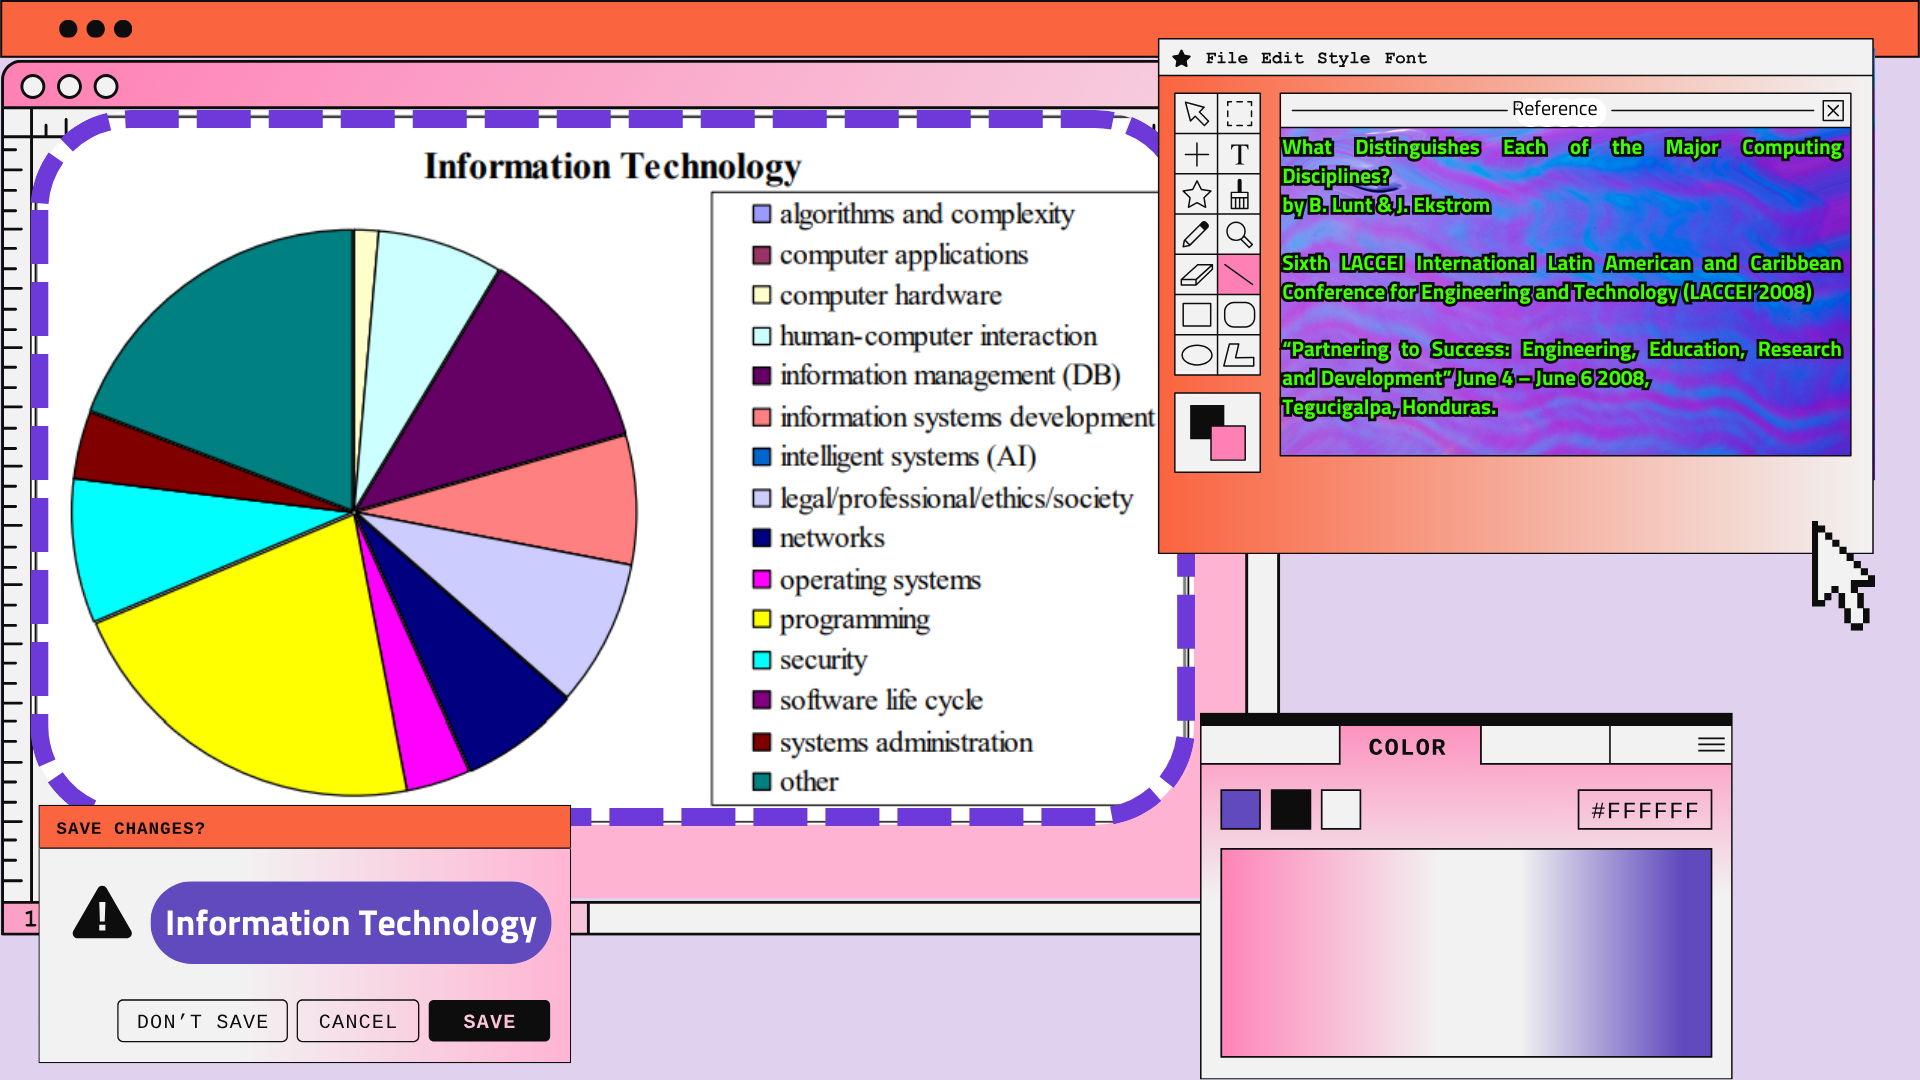 File Edit Style Font
Reference
What Distinguishes Each of the Major Computing
Disciplines?
by B. Lunt & J. Ekstrom
Sixth LACCEI International Latin American and Caribbean
Conference for Engineering and Technology (LACCEI’2008)
“Partnering to Success: Engineering, Education, Research
and Development” June 4 – June 6 2008,
Tegucigalpa, Honduras.
T
Information Technology
algorithms and complexity
computer applications
computer hardware
human-computer interaction
information management (DB)
information systems development
intelligent systems (AI)
legal/professional/ethics/society
networks
operating systems
programming
security
software life cycle
systems administration
other
COLOR
#FFFFFF
1
SAVE CHANGES?
Information Technology
DON’T SAVE
CANCEL
SAVE